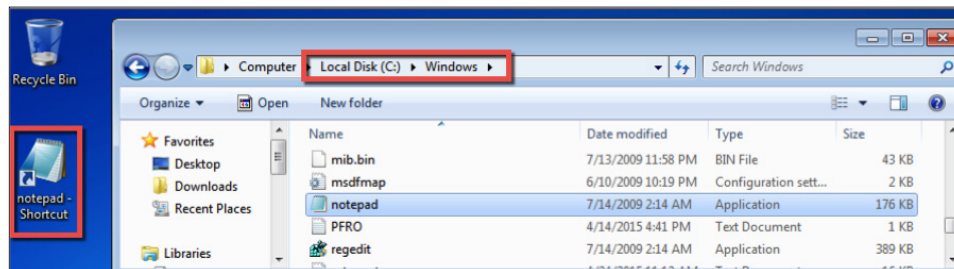 Recycle Bin
notepad -
Shortcut
Computer Local Disk (C:) Windows
Search Windows
Organize Open New folder
Favorites
Desktop
Downloads
Recent Places
Libraries
Name Date modified Type Size
mib.bin 7/13/2009 11:58 PM BIN File 43 KB
msdfmap 6/10/2009 10:19 PM Configuration sett... 2 KB
notepad 7/14/2009 2:14 AM Application 176 KB
PFRO 4/14/2015 4:41 PM Text Document 1 KB
regedit 7/14/2009 2:14 AM Application 389 KB